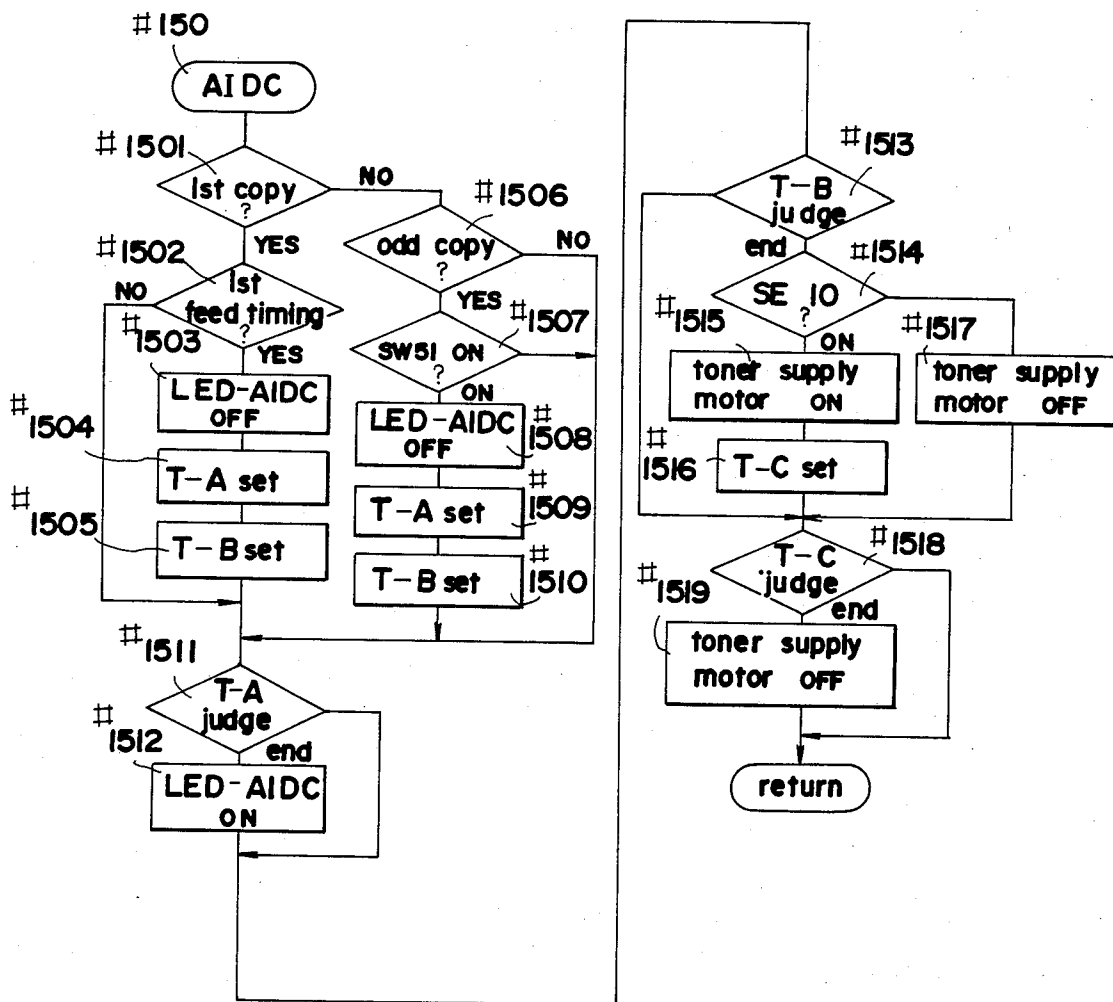 #150
AIDC
#1501
1st copy
?
NO
YES
#1506
odd copy
?
NO
YES
#1502
1st
feed timing
?
NO
YES
#1507
SW51 ON
?
ON
#1503
LED-AIDC
OFF
#1504
T-A set
#1505
T-B set
#1508
LED-AIDC
OFF
#1509
T-A set
#1510
T-B set
#1511
T-A
judge
end
#1512
LED-AIDC
ON
#1513
T-B
judge
end
#1514
SE 10
?
ON
#1515
toner supply
motor ON
#1517
toner supply
motor OFF
#1516
T-C set
#1518
T-C
judge
end
#1519
toner supply
motor OFF
return